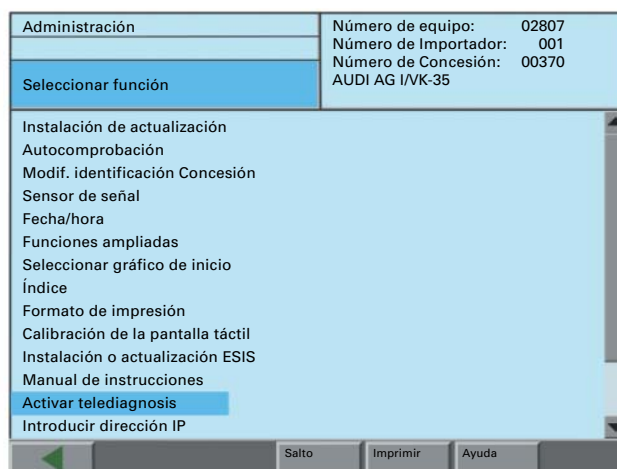 Administración
Seleccionar función
Número de equipo: 02807
Número de Importador: 001
Número de Concesión: 00370
AUDI AG I/VK-35
Instalación de actualización
Autocomprobación
Modif. identificación Concesión
Sensor de señal
Fecha/hora
Funciones ampliadas
Seleccionar gráfico de inicio
Índice
Formato de impresión
Calibración de la pantalla táctil
Instalación o actualización ESIS
Manual de instrucciones
Activar telediagnosis
Introducir dirección IP
Salto
Imprimir
Ayuda